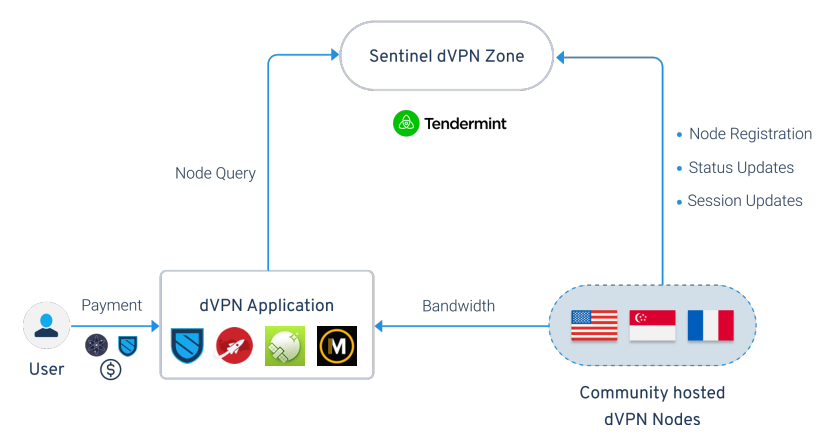 Sentinel dVPN Zone
Tendermint
Node Query
Node Registration
Status Updates
Session Updates
Payment
User
$
dVPN Application
M
Bandwidth
Community hosted
dVPN Nodes